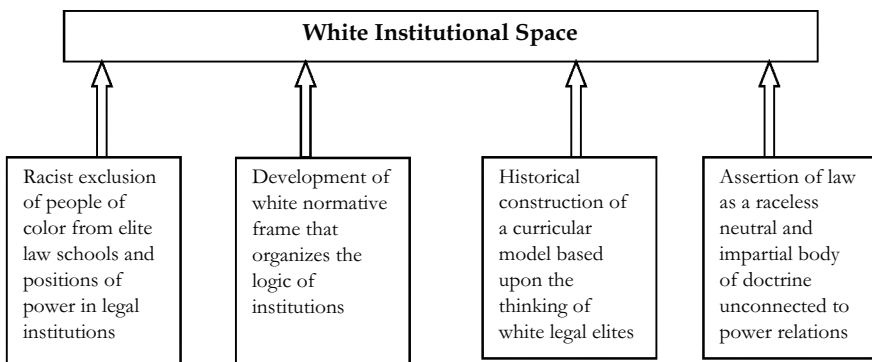 White Institutional Space
Racist exclusion
of people of
color from elite
law schools and
positions of
power in legal
institutions
Development of
white normative
frame that
organizes the
logic of
institutions
Historical
construction of
a curricular
model based
upon the
thinking of
white legal elites
Assertion of law
as a raceless
neutral and
impartial body
of doctrine
unconnected to
power relations